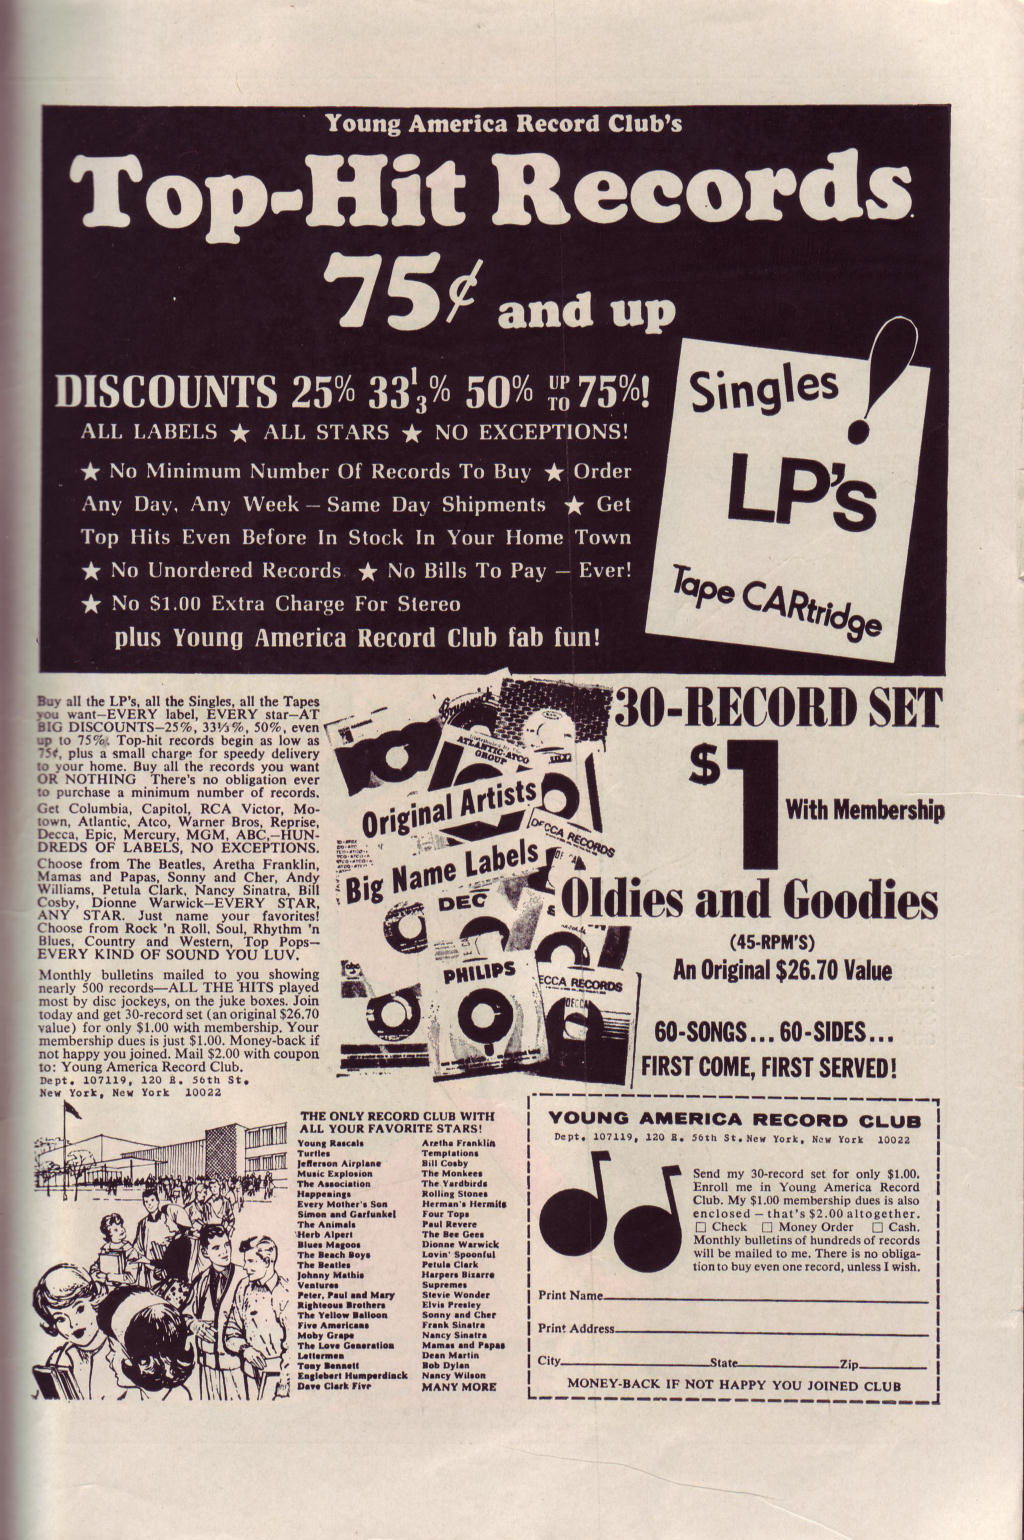 Young America Record Club's
Top-Hit Records
75¢ and up
DISCOUNTS 25% 33⅓% 50% UP TO 75%!
ALL LABELS ★ ALL STARS ★ NO EXCEPTIONS!
★ No Minimum Number Of Records To Buy ★ Order
Any Day, Any Week – Same Day Shipments ★ Get
Top Hits Even Before In Stock In Your Home Town
★ No Unordered Records ★ No Bills To Pay – Ever!
★ No $1.00 Extra Charge For Stereo
plus Young America Record Club fab fun!
Singles !
LP's
Tape CARtridge
Buy all the LP's, all the Singles, all the Tapes
you want—EVERY label, EVERY star—AT
BIG DISCOUNTS—25%, 33⅓%, 50%, even
up to 75%. Top-hit records begin as low as
75¢, plus a small charge for speedy delivery
to your home. Buy all the records you want
OR NOTHING There's no obligation ever
to purchase a minimum number of records.
Get Columbia, Capitol, RCA Victor, Mo-
town, Atlantic, Atco, Warner Bros, Reprise,
Decca, Epic, Mercury, MGM, ABC,—HUN-
DREDS OF LABELS, NO EXCEPTIONS.
Choose from The Beatles, Aretha Franklin,
Mamas and Papas, Sonny and Cher, Andy
Williams, Petula Clark, Nancy Sinatra, Bill
Cosby, Dionne Warwick—EVERY STAR,
ANY STAR. Just name your favorites!
Choose from Rock 'n Roll, Soul, Rhythm 'n
Blues, Country and Western, Top Pops—
EVERY KIND OF SOUND YOU LUV.
Monthly bulletins mailed to you showing
nearly 500 records—ALL THE HITS played
most by disc jockeys, on the juke boxes. Join
today and get 30-record set (an original $26.70
value) for only $1.00 with membership. Your
membership dues is just $1.00. Money-back if
not happy you joined. Mail $2.00 with coupon
to: Young America Record Club.
Dept. 107119, 120 E. 56th St.
New York, New York 10022
ATLANTIC-ATCO
GROUP
Original Artists
DECCA RECORDS
Big Name Labels
DEC
PHILIPS
ECCA RECORDS
DECCA
30-RECORD SET
$1
With Membership
Oldies and Goodies
(45-RPM'S)
An Original $26.70 Value
60-SONGS... 60-SIDES...
FIRST COME, FIRST SERVED!
THE ONLY RECORD CLUB WITH
ALL YOUR FAVORITE STARS!
Young Rascals
Turtles
Jefferson Airplane
Music Explosion
The Association
Happenings
Every Mother's Son
Simon and Garfunkel
The Animals
Herb Alpert
Blues Magoos
The Beach Boys
The Beatles
Johnny Mathis
Ventures
Peter, Paul and Mary
Righteous Brothers
The Yellow Balloon
Five Americans
Moby Grape
The Love Generation
Lettermen
Tony Bennett
Englebert Humperdinck
Dave Clark Five
Aretha Franklin
Temptations
Bill Cosby
The Monkees
The Yardbirds
Rolling Stones
Herman's Hermits
Four Tops
Paul Revere
The Bee Gees
Dionne Warwick
Lovin' Spoonful
Petula Clark
Harpers Bizarre
Supremes
Stevie Wonder
Elvis Presley
Sonny and Cher
Frank Sinatra
Nancy Sinatra
Mamas and Papas
Dean Martin
Bob Dylan
Nancy Wilson
MANY MORE
YOUNG AMERICA RECORD CLUB
Dept. 107119, 120 E. 56th St. New York, New York 10022
Send my 30-record set for only $1.00.
Enroll me in Young America Record
Club. My $1.00 membership dues is also
enclosed – that's $2.00 altogether.
☐ Check ☐ Money Order ☐ Cash.
Monthly bulletins of hundreds of records
will be mailed to me. There is no obliga-
tion to buy even one record, unless I wish.
Print Name
Print Address
City State Zip
MONEY-BACK IF NOT HAPPY YOU JOINED CLUB